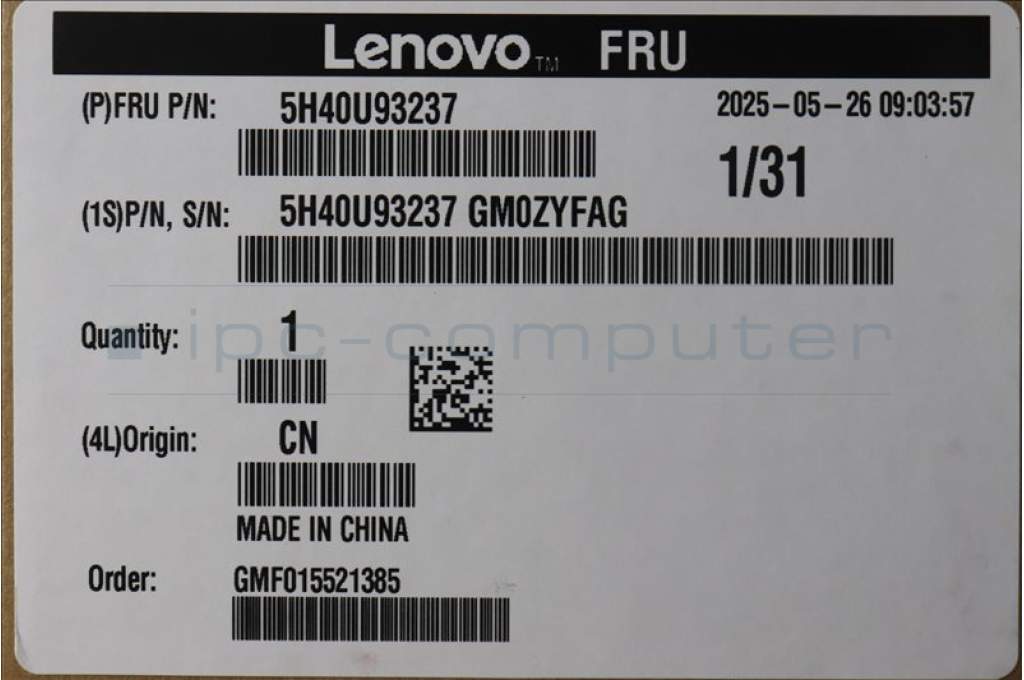 Lenovo™ FRU
(P)FRU P/N: 5H40U93237 2025-05-26 09:03:57
1/31
(1S)P/N, S/N: 5H40U93237 GM0ZYFAG
Quantity: 1
ipc-computer
(4L)Origin: CN
MADE IN CHINA
Order: GMF015521385